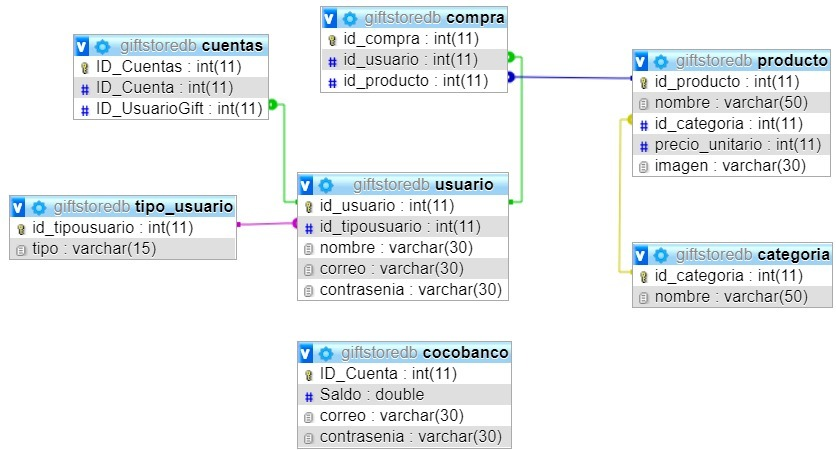 giftstoredb cuentas
ID_Cuentas : int(11)
ID_Cuenta : int(11)
ID_UsuarioGift : int(11)
giftstoredb compra
id_compra : int(11)
id_usuario : int(11)
id_producto : int(11)
giftstoredb producto
id_producto : int(11)
nombre : varchar(50)
id_categoria : int(11)
precio_unitario : int(11)
imagen : varchar(30)
giftstoredb tipo_usuario
id_tipousuario : int(11)
tipo : varchar(15)
giftstoredb usuario
id_usuario : int(11)
id_tipousuario : int(11)
nombre : varchar(30)
correo : varchar(30)
contrasenia : varchar(30)
giftstoredb categoria
id_categoria : int(11)
nombre : varchar(50)
giftstoredb cocobanco
ID_Cuenta : int(11)
Saldo : double
correo : varchar(30)
contrasenia : varchar(30)